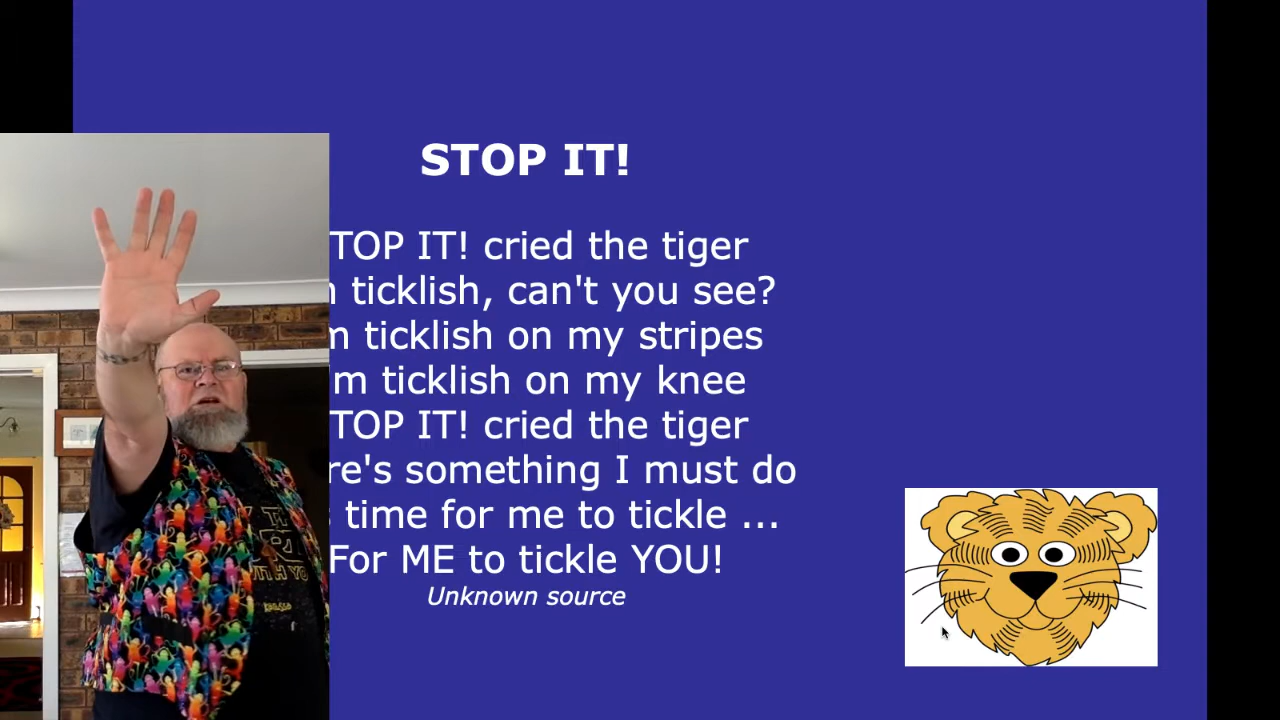 STOP IT!
TOP IT! cried the tiger
ticklish, can't you see?
m ticklish on my stripes
m ticklish on my knee
TOP IT! cried the tiger
re's something I must do
time for me to tickle ...
For ME to tickle YOU!
Unknown source